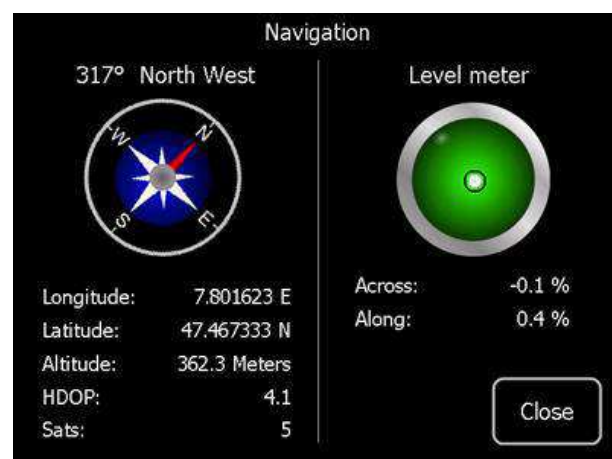 Navigation
317° North West
N
W
S
E
Longitude: 7.801623 E
Latitude: 47.467333 N
Altitude: 362.3 Meters
HDOP: 4.1
Sats: 5
Level meter
Across: -0.1 %
Along: 0.4 %
Close